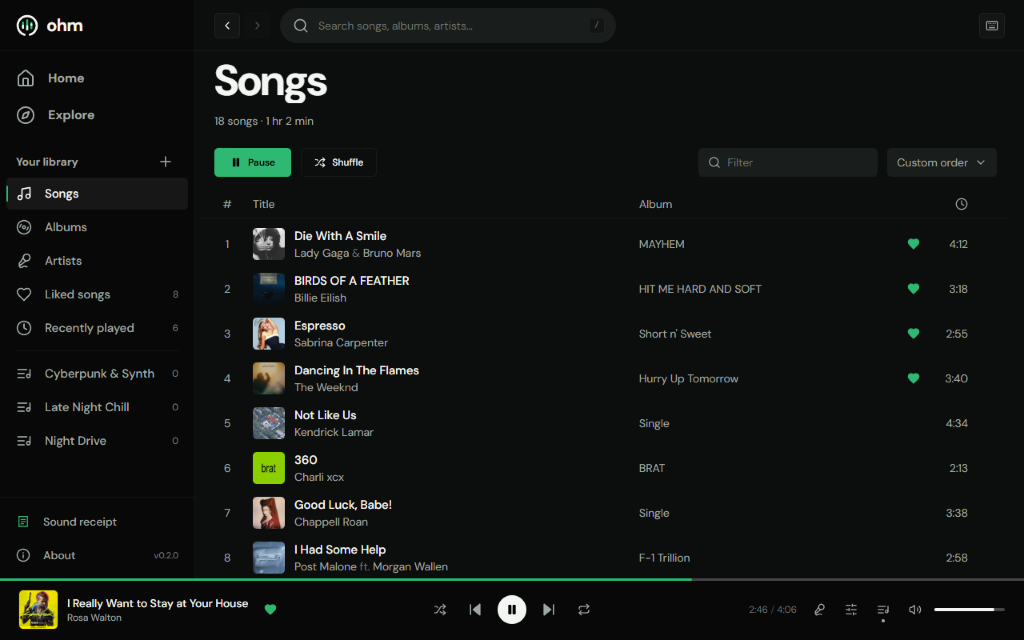 ohm
Search songs, albums, artists... /
Home
Explore
Your library
Songs
Albums
Artists
Liked songs 8
Recently played 6
Cyberpunk & Synth 0
Late Night Chill 0
Night Drive 0
Sound receipt
About v0.2.0
Songs
18 songs · 1 hr 2 min
Pause Shuffle Filter Custom order
# Title Album
1 Die With A Smile MAYHEM 4:12
Lady Gaga & Bruno Mars
2 BIRDS OF A FEATHER HIT ME HARD AND SOFT 3:18
Billie Eilish
3 Espresso Short n' Sweet 2:55
Sabrina Carpenter
4 Dancing In The Flames Hurry Up Tomorrow 3:40
The Weeknd
5 Not Like Us Single 4:34
Kendrick Lamar
brat
6 360 BRAT 2:13
Charli xcx
7 Good Luck, Babe! Single 3:38
Chappell Roan
8 I Had Some Help F-1 Trillion 2:58
Post Malone ft. Morgan Wallen
I Really Want to Stay at Your House
Rosa Walton
2:46 / 4:06